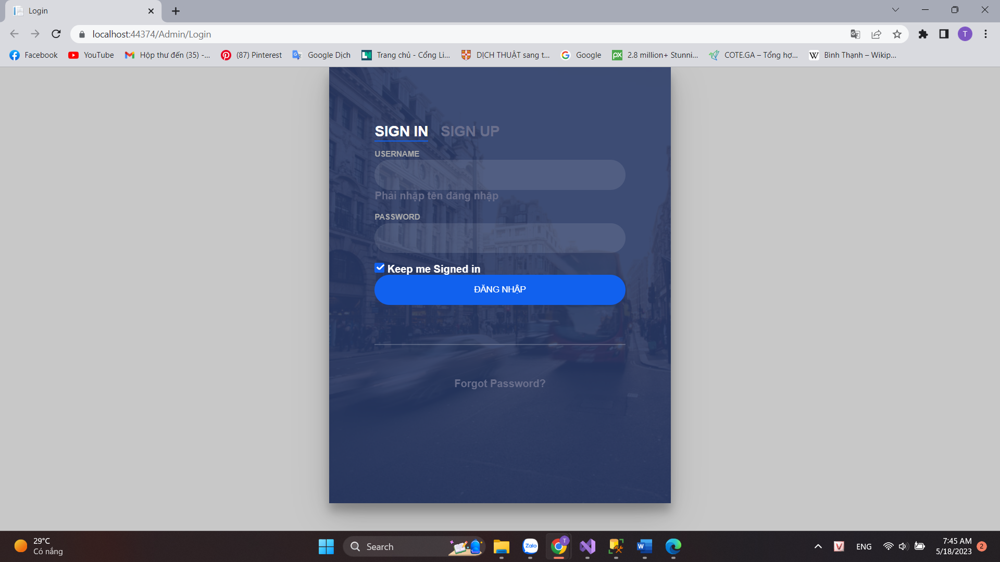 Login
localhost:44374/Admin/Login
T
Facebook
YouTube
Hộp thư đến (35) -...
(87) Pinterest
Google Dịch
LN
Trang chủ - Cổng Li...
DỊCH THUẬT sang t...
Google
px
2.8 million+ Stunni...
COTE.GA – Tổng hợ...
W
Bình Thạnh – Wikip...
SIGN IN
SIGN UP
USERNAME
Phải nhập tên đăng nhập
PASSWORD
Keep me Signed in
ĐĂNG NHẬP
Forgot Password?
29°C
Có nắng
Search
Zalo
T
W
V
ENG
7:45 AM
5/18/2023
2